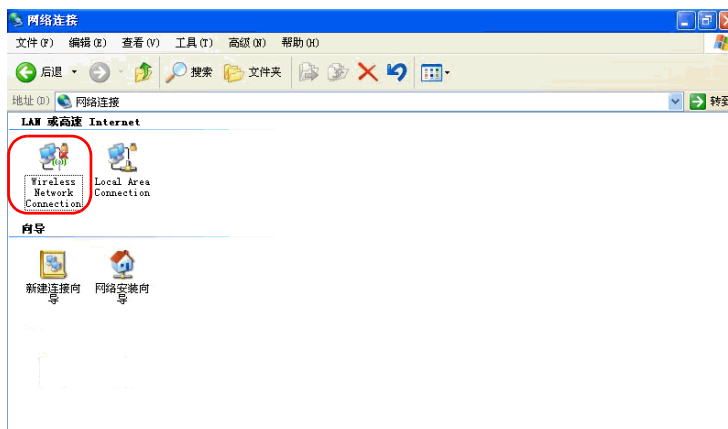 网络连接
文件(F) 编辑(E) 查看(V) 工具(T) 高级(N) 帮助(H)
后退 搜索 文件夹
地址(D) 网络连接 转到
LAN 或高速 Internet
Wireless Network Connection
Local Area Connection
向导
新建连接向导
网络安装向导